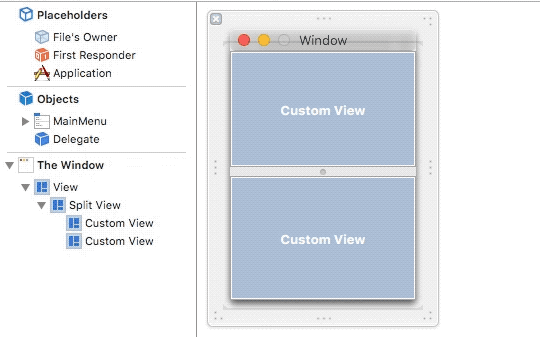 Placeholders
File's Owner
First Responder
Application
Objects
MainMenu
Delegate
The Window
View
Split View
Custom View
Custom View
Window
Custom View
Custom View